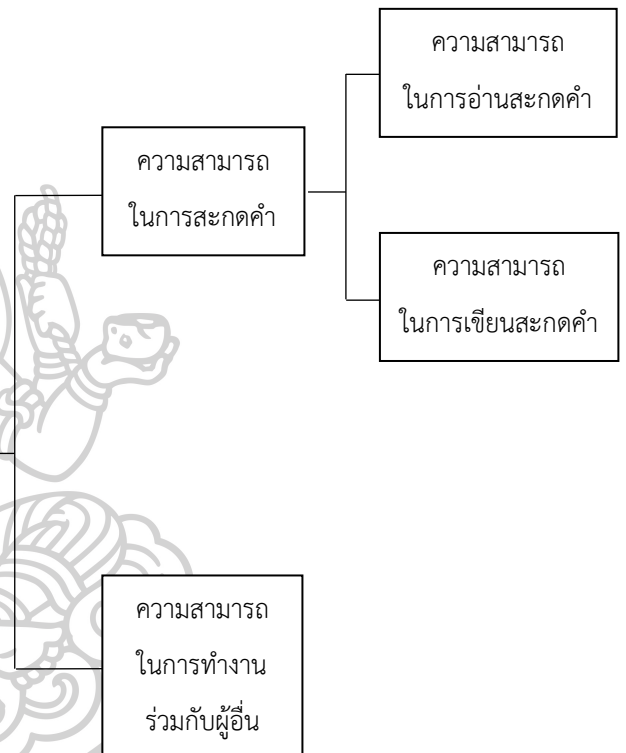 ความสามารถ
ในการอ่านสะกดคำ
ความสามารถ
ในการสะกดคำ
ความสามารถ
ในการเขียนสะกดคำ
ความสามารถ
ในการทำงาน
ร่วมกับผู้อื่น